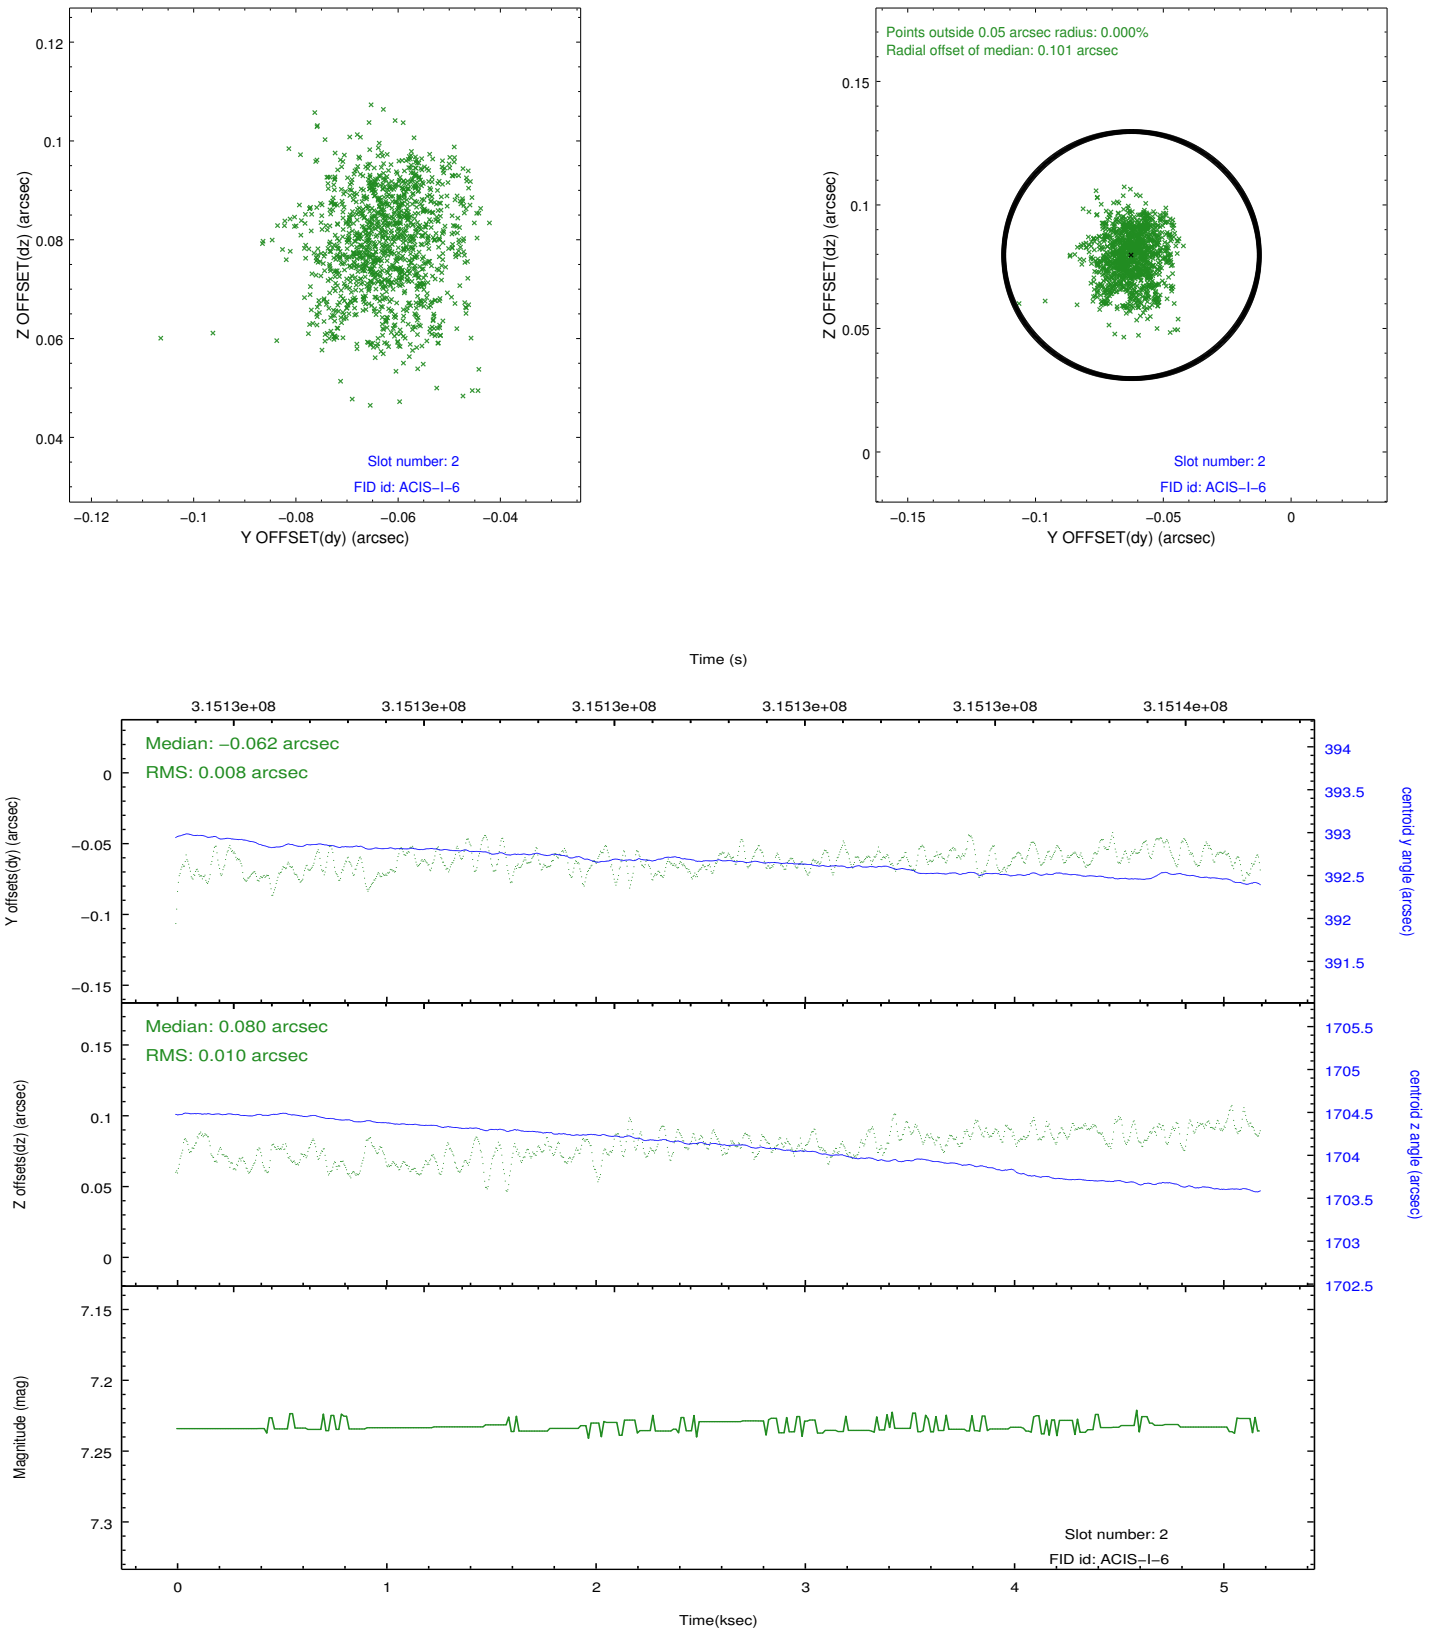 0.12
0.1
0.08
0.06
0.04
Z OFFSET(dz) (arcsec)
Slot number: 2
FID id: ACIS−I−6
−0.12 −0.1 −0.08 −0.06 −0.04
Y OFFSET(dy) (arcsec)
Points outside 0.05 arcsec radius: 0.000%
Radial offset of median: 0.101 arcsec
0.15
0.1
0.05
0
Z OFFSET(dz) (arcsec)
Slot number: 2
FID id: ACIS−I−6
−0.15 −0.1 −0.05 0
Y OFFSET(dy) (arcsec)
Time (s)
3.1513e+08 3.1513e+08 3.1513e+08 3.1513e+08 3.1513e+08 3.1514e+08
Median: −0.062 arcsec
RMS: 0.008 arcsec
0
−0.05
−0.1
−0.15
Y offsets(dy) (arcsec)
394
393.5
393
392.5
392
391.5
centroid y angle (arcsec)
Median: 0.080 arcsec
RMS: 0.010 arcsec
0.15
0.1
0.05
0
Z offsets(dz) (arcsec)
1705.5
1705
1704.5
1704
1703.5
1703
1702.5
centroid z angle (arcsec)
7.15
7.2
7.25
7.3
Magnitude (mag)
Slot number: 2
FID id: ACIS−I−6
0 1 2 3 4 5
Time(ksec)